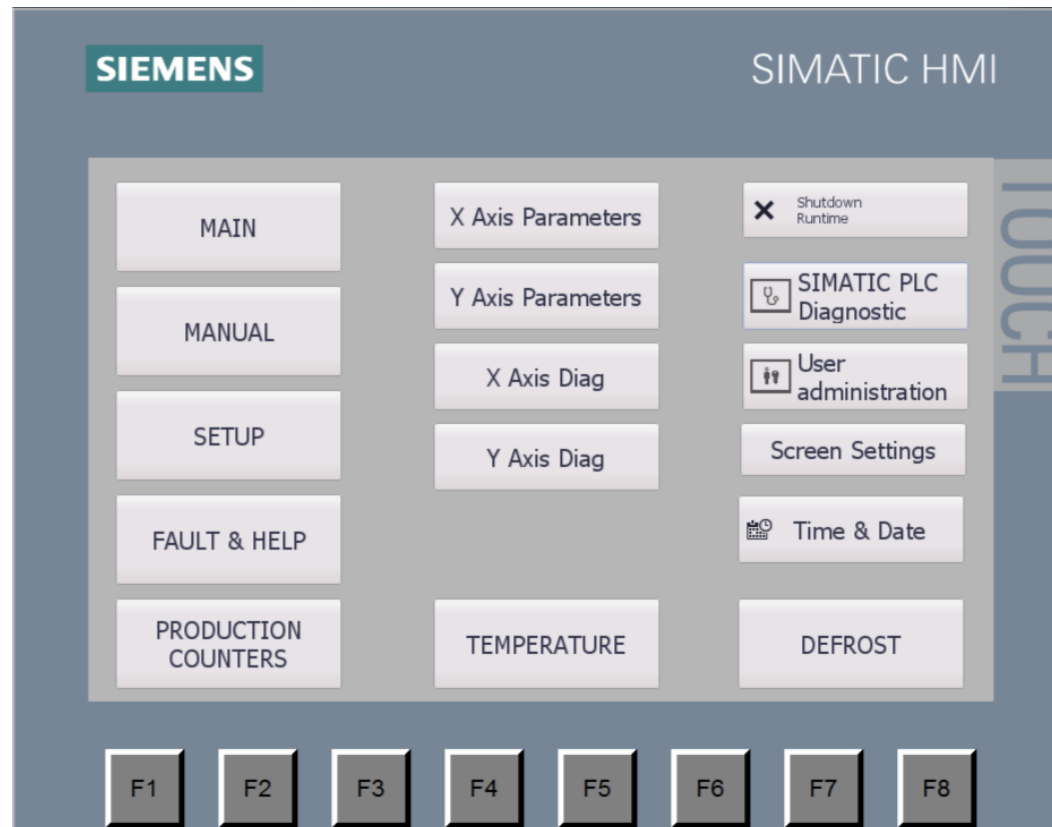 SIEMENS
SIMATIC HMI
TOUCH
MAIN
MANUAL
SETUP
FAULT & HELP
PRODUCTION
COUNTERS
X Axis Parameters
Y Axis Parameters
X Axis Diag
Y Axis Diag
TEMPERATURE
Shutdown
Runtime
SIMATIC PLC
Diagnostic
User
administration
Screen Settings
Time & Date
DEFROST
F1 F2 F3 F4 F5 F6 F7 F8